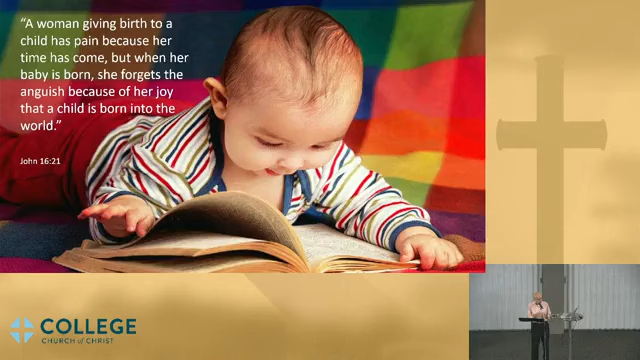 “A woman giving birth to a
child has pain because her
time has come, but when her
baby is born, she forgets the
anguish because of her joy
that a child is born into the
world.”
John 16:21
COLLEGE
CHURCH of CHRIST